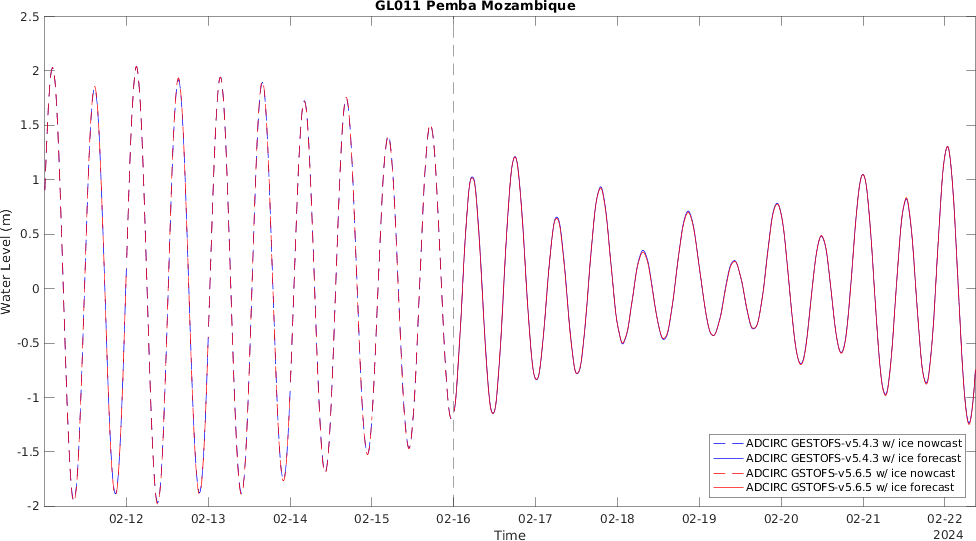 GL011 Pemba Mozambique
2.5
2
1.5
1
0.5
0
-0.5
-1
-1.5
-2
Water Level (m)
ADCIRC GESTOFS-v5.4.3 w/ ice nowcast
ADCIRC GESTOFS-v5.4.3 w/ ice forecast
ADCIRC GSTOFS-v5.6.5 w/ ice nowcast
ADCIRC GSTOFS-v5.6.5 w/ ice forecast
02-12 02-13 02-14 02-15 02-16 02-17 02-18 02-19 02-20 02-21 02-22
2024
Time